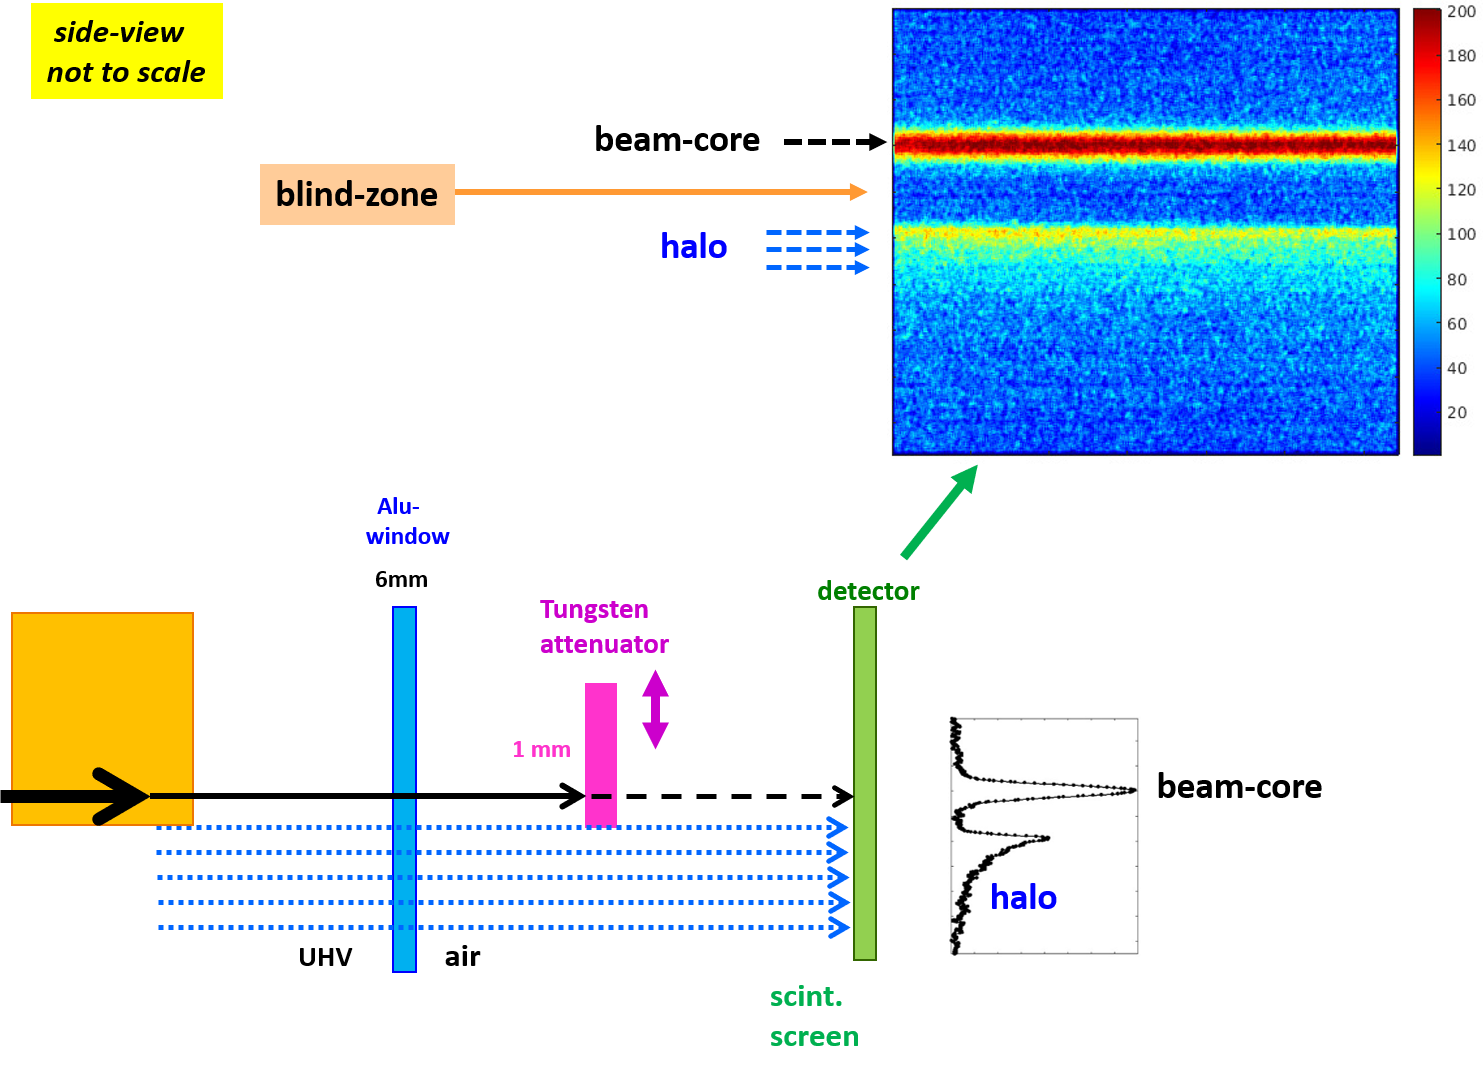 side-view
not to scale
beam-core
blind-zone
halo
200
180
160
140
120
100
80
60
40
20
Alu-
window
6mm
Tungsten
attenuator
1 mm
detector
beam-core
halo
UHV
air
scint.
screen